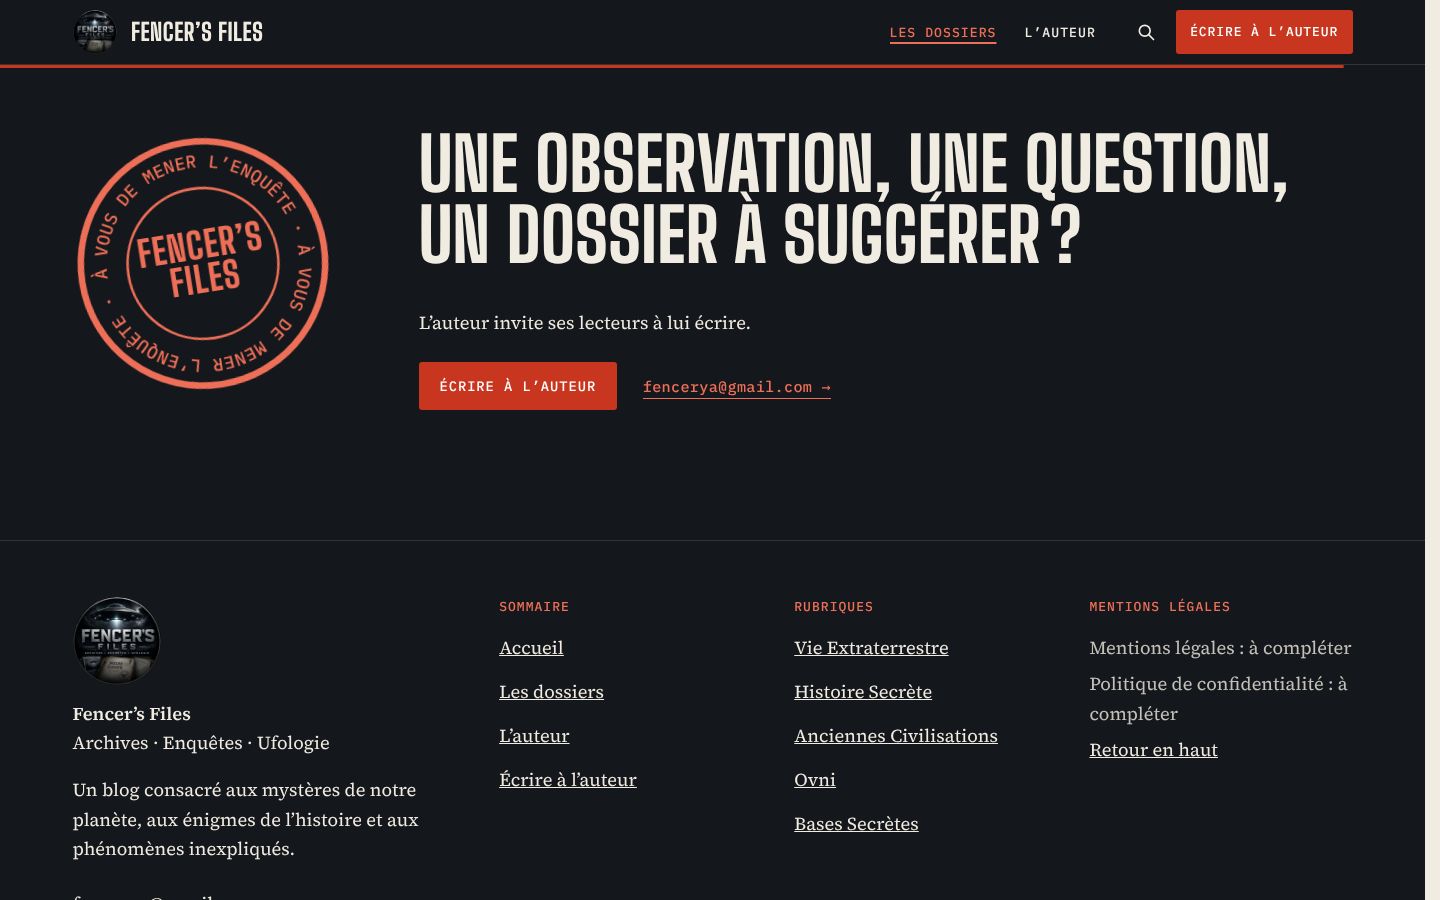 FENCER'S FILES
LES DOSSIERS
L’AUTEUR
ÉCRIRE À L’AUTEUR
À VOUS DE MENER L’ENQUÊTE · À VOUS DE MENER L’ENQUÊTE ·
FENCER’S
FILES
UNE OBSERVATION, UNE QUESTION,
UN DOSSIER À SUGGÉRER ?
L’auteur invite ses lecteurs à lui écrire.
ÉCRIRE À L’AUTEUR
fencerya@gmail.com →
FENCER'S
FILES
Fencer’s Files
Archives · Enquêtes · Ufologie
Un blog consacré aux mystères de notre
planète, aux énigmes de l’histoire et aux
phénomènes inexpliqués.
SOMMAIRE
Accueil
Les dossiers
L’auteur
Écrire à l’auteur
RUBRIQUES
Vie Extraterrestre
Histoire Secrète
Anciennes Civilisations
Ovni
Bases Secrètes
MENTIONS LÉGALES
Mentions légales : à compléter
Politique de confidentialité : à
compléter
Retour en haut